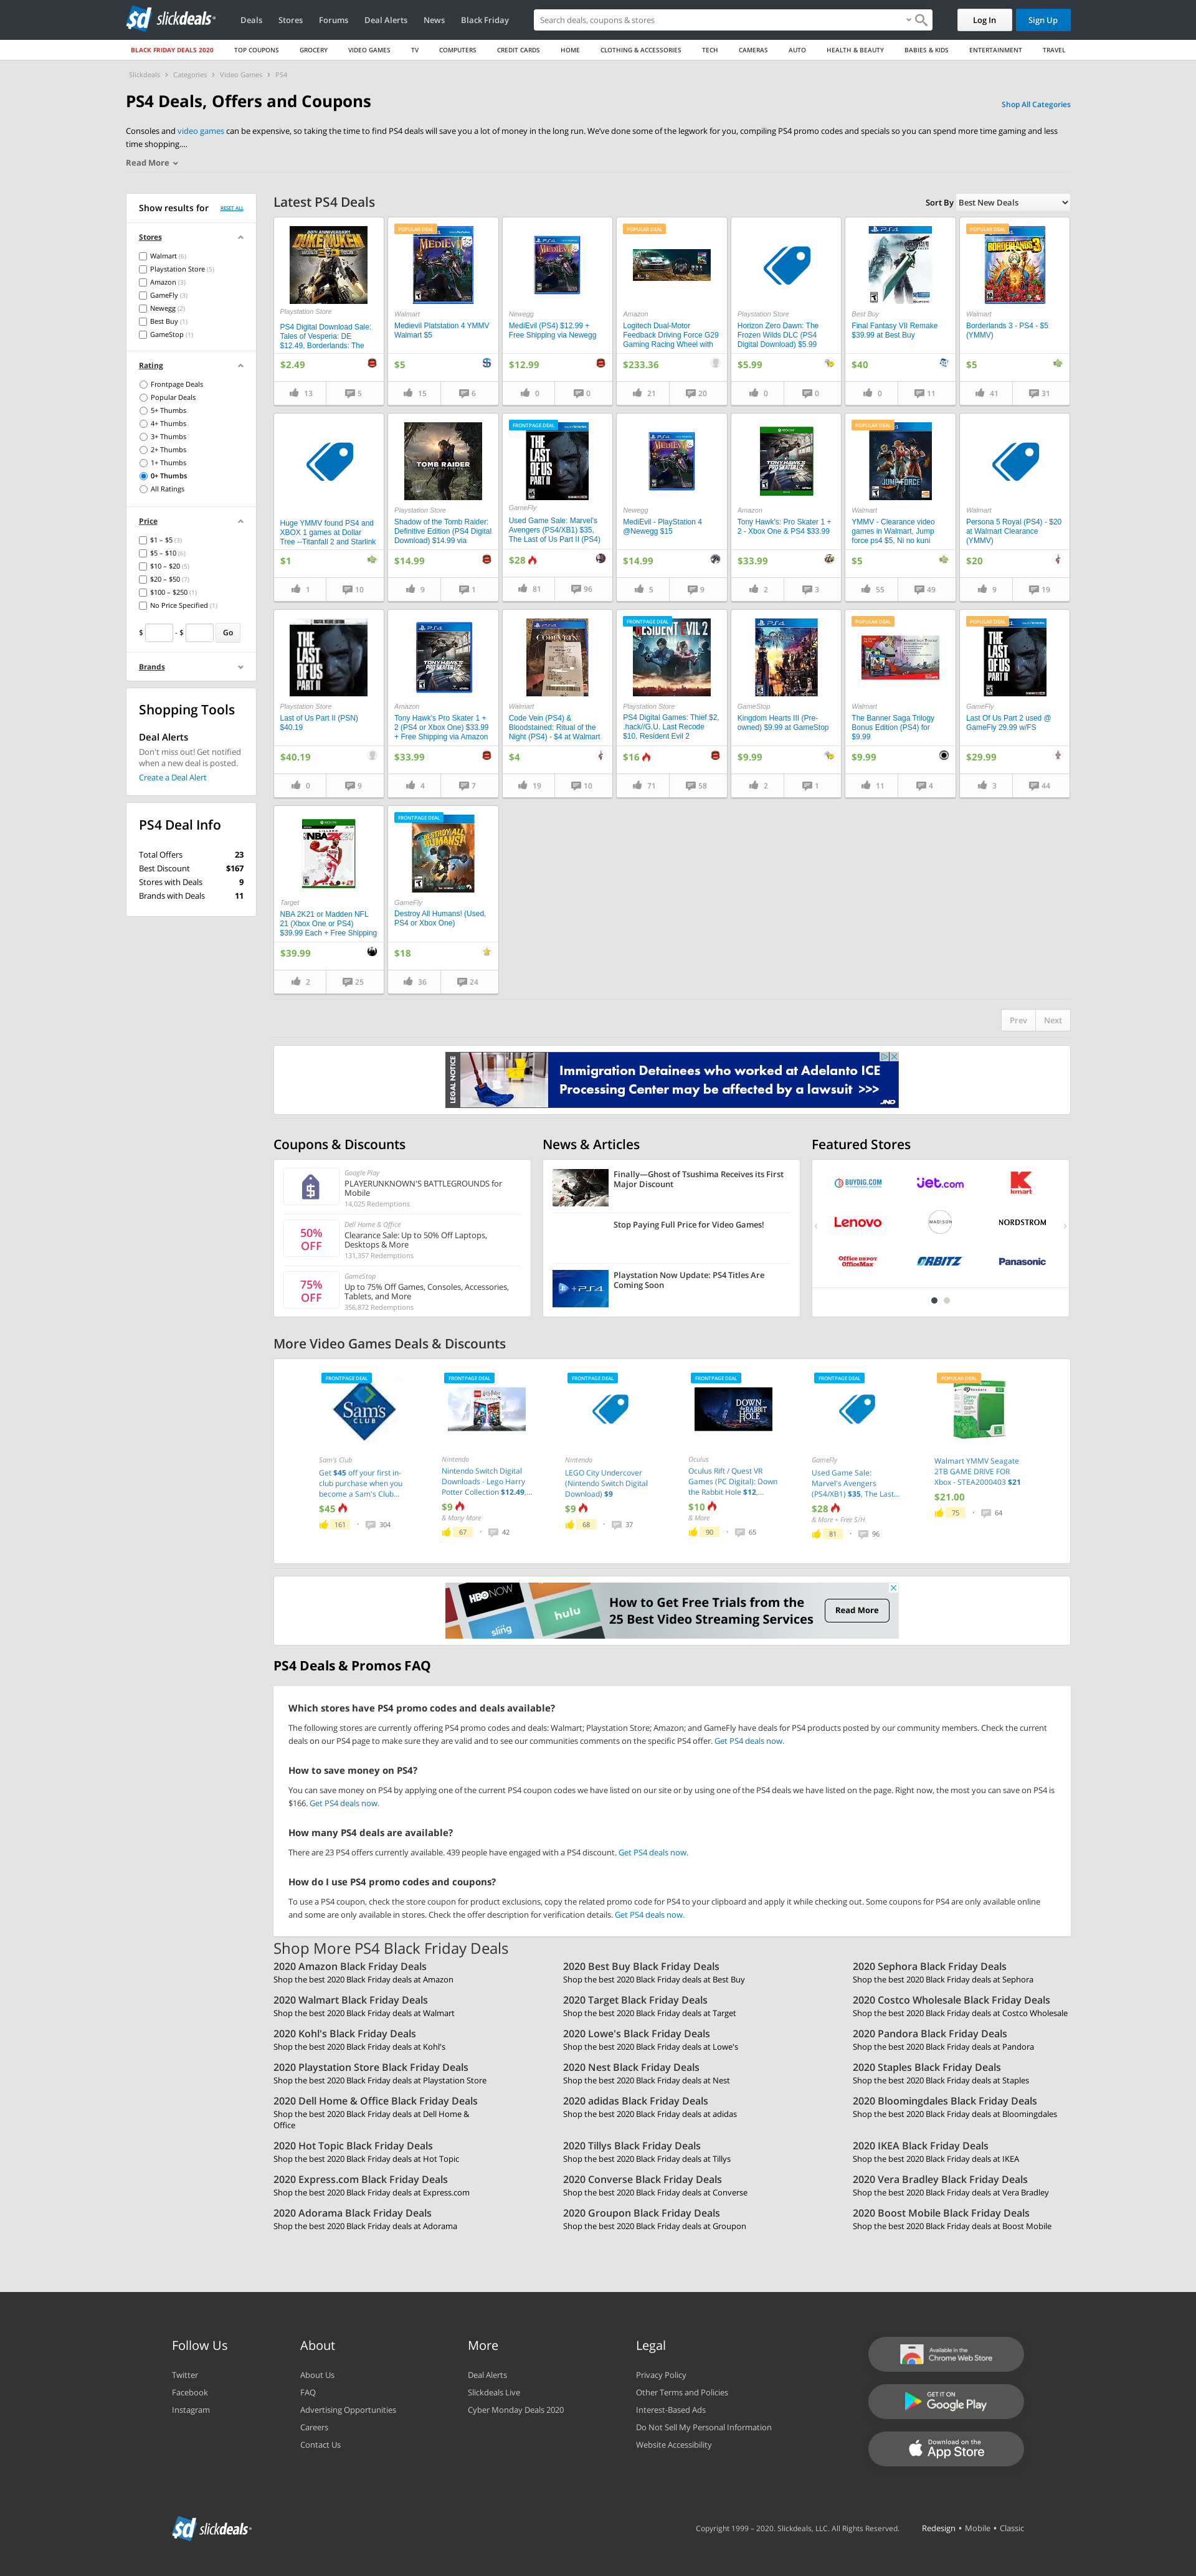 slickdeals
Deals Stores Forums Deal Alerts News Black Friday
Search deals, coupons & stores
Log In
Sign Up
BLACK FRIDAY DEALS 2020 TOP COUPONS GROCERY VIDEO GAMES TV COMPUTERS CREDIT CARDS HOME CLOTHING & ACCESSORIES TECH CAMERAS AUTO HEALTH & BEAUTY BABIES & KIDS ENTERTAINMENT TRAVEL
Slickdeals > Categories > Video Games > PS4
PS4 Deals, Offers and Coupons
Shop All Categories
Consoles and video games can be expensive, so taking the time to find PS4 deals will save you a lot of money in the long run. We've done some of the legwork for you, compiling PS4 promo codes and specials so you can spend more time gaming and less
time shopping....
Read More
Show results for
RESET ALL
Stores
Walmart (6)
Playstation Store (5)
Amazon (3)
GameFly (3)
Newegg (2)
Best Buy (1)
GameStop (1)
Rating
Frontpage Deals
Popular Deals
5+ Thumbs
4+ Thumbs
3+ Thumbs
2+ Thumbs
1+ Thumbs
0+ Thumbs
All Ratings
Price
$1 – $5 (3)
$5 – $10 (6)
$10 – $20 (5)
$20 – $50 (7)
$100 – $250 (1)
No Price Specified (1)
$ - $ Go
Brands
Shopping Tools
Deal Alerts
Don't miss out! Get notified
when a new deal is posted.
Create a Deal Alert
PS4 Deal Info
Total Offers 23
Best Discount $167
Stores with Deals 9
Brands with Deals 11
Latest PS4 Deals
Sort By Best New Deals
Playstation Store
PS4 Digital Download Sale:
Tales of Vesperia: DE
$12.49, Borderlands: The
$2.49
13 5
POPULAR DEAL
Walmart
Medievil Platstation 4 YMMV
Walmart $5
$5
15 6
Newegg
MediEvil (PS4) $12.99 +
Free Shipping via Newegg
$12.99
0 0
POPULAR DEAL
Amazon
Logitech Dual-Motor
Feedback Driving Force G29
Gaming Racing Wheel with
$233.36
21 20
Playstation Store
Horizon Zero Dawn: The
Frozen Wilds DLC (PS4
Digital Download) $5.99
$5.99
0 0
Best Buy
Final Fantasy VII Remake
$39.99 at Best Buy
$40
0 11
POPULAR DEAL
Walmart
Borderlands 3 - PS4 - $5
(YMMV)
$5
41 31
Huge YMMV found PS4 and
XBOX 1 games at Dollar
Tree --Titanfall 2 and Starlink
$1
1 10
TOMB RAIDER
Playstation Store
Shadow of the Tomb Raider:
Definitive Edition (PS4 Digital
Download) $14.99 via
$14.99
9 1
FRONTPAGE DEAL
THE LAST OF US PART II
GameFly
Used Game Sale: Marvel's
Avengers (PS4/XB1) $35,
The Last of Us Part II (PS4)
$28
81 96
Newegg
MediEvil - PlayStation 4
@Newegg $15
$14.99
5 9
Amazon
Tony Hawk's: Pro Skater 1 +
2 - Xbox One & PS4 $33.99
$33.99
2 3
POPULAR DEAL
JUMP FORCE
Walmart
YMMV - Clearance video
games in Walmart, Jump
force ps4 $5, Ni no kuni
$5
55 49
Walmart
Persona 5 Royal (PS4) - $20
at Walmart Clearance
(YMMV)
$20
9 19
THE LAST OF US PART II
Playstation Store
Last of Us Part II (PSN)
$40.19
$40.19
0 9
Amazon
Tony Hawk's Pro Skater 1 +
2 (PS4 or Xbox One) $33.99
+ Free Shipping via Amazon
$33.99
4 7
Walmart
Code Vein (PS4) &
Bloodstained: Ritual of the
Night (PS4) - $4 at Walmart
$4
19 10
FRONTPAGE DEAL
RESIDENT EVIL 2
Playstation Store
PS4 Digital Games: Thief $2,
.hack//G.U. Last Recode
$10, Resident Evil 2
$16
71 58
GameStop
Kingdom Hearts III (Pre-
owned) $9.99 at GameStop
$9.99
2 1
POPULAR DEAL
Walmart
The Banner Saga Trilogy
Bonus Edition (PS4) for
$9.99
$9.99
11 4
POPULAR DEAL
THE LAST OF US PART II
GameFly
Last Of Us Part 2 used @
GameFly 29.99 w/FS
$29.99
3 44
NBA2K21
Target
NBA 2K21 or Madden NFL
21 (Xbox One or PS4)
$39.99 Each + Free Shipping
$39.99
2 25
FRONTPAGE DEAL
DESTROY ALL HUMANS!
GameFly
Destroy All Humans! (Used,
PS4 or Xbox One)
$18
36 24
Prev Next
LEGAL NOTICE
Immigration Detainees who worked at Adelanto ICE
Processing Center may be affected by a lawsuit >>>
JND
Coupons & Discounts
Google Play
PLAYERUNKNOWN'S BATTLEGROUNDS for
Mobile
14,025 Redemptions
50% OFF
Dell Home & Office
Clearance Sale: Up to 50% Off Laptops,
Desktops & More
131,357 Redemptions
75% OFF
GameStop
Up to 75% Off Games, Consoles, Accessories,
Tablets, and More
356,872 Redemptions
News & Articles
Finally—Ghost of Tsushima Receives its First
Major Discount
Stop Paying Full Price for Video Games!
PS4
Playstation Now Update: PS4 Titles Are
Coming Soon
Featured Stores
BUYDIG.COM jet.com kmart
Lenovo MADISON NORDSTROM
Office DEPOT OfficeMax ORBITZ Panasonic
More Video Games Deals & Discounts
FRONTPAGE DEAL
Sam's CLUB
Sam's Club
Get $45 off your first in-
club purchase when you
become a Sam's Club...
$45
161 · 304
FRONTPAGE DEAL
Nintendo
Nintendo Switch Digital
Downloads - Lego Harry
Potter Collection $12.49,...
$9
& Many More
67 · 42
FRONTPAGE DEAL
Nintendo
LEGO City Undercover
(Nintendo Switch Digital
Download) $9
$9
68 · 37
FRONTPAGE DEAL
DOWN THE RABBIT HOLE
Oculus
Oculus Rift / Quest VR
Games (PC Digital): Down
the Rabbit Hole $12,...
$10
& More
90 · 65
FRONTPAGE DEAL
GameFly
Used Game Sale:
Marvel's Avengers
(PS4/XB1) $35, The Last...
$28
& More + Free S/H
81 · 96
POPULAR DEAL
Walmart YMMV Seagate
2TB GAME DRIVE FOR
Xbox - STEA2000403 $21
$21.00
75 · 64
HBO NOW
sling
hulu
How to Get Free Trials from the
25 Best Video Streaming Services
Read More
PS4 Deals & Promos FAQ
Which stores have PS4 promo codes and deals available?
The following stores are currently offering PS4 promo codes and deals: Walmart; Playstation Store; Amazon; and GameFly have deals for PS4 products posted by our community members. Check the current
deals on our PS4 page to make sure they are valid and to see our communities comments on the specific PS4 offer. Get PS4 deals now.
How to save money on PS4?
You can save money on PS4 by applying one of the current PS4 coupon codes we have listed on our site or by using one of the PS4 deals we have listed on the page. Right now, the most you can save on PS4 is
$166. Get PS4 deals now.
How many PS4 deals are available?
There are 23 PS4 offers currently available. 439 people have engaged with a PS4 discount. Get PS4 deals now.
How do I use PS4 promo codes and coupons?
To use a PS4 coupon, check the store coupon for product exclusions, copy the related promo code for PS4 to your clipboard and apply it while checking out. Some coupons for PS4 are only available online
and some are only available in stores. Check the offer description for verification details. Get PS4 deals now.
Shop More PS4 Black Friday Deals
2020 Amazon Black Friday Deals
Shop the best 2020 Black Friday deals at Amazon
2020 Best Buy Black Friday Deals
Shop the best 2020 Black Friday deals at Best Buy
2020 Sephora Black Friday Deals
Shop the best 2020 Black Friday deals at Sephora
2020 Walmart Black Friday Deals
Shop the best 2020 Black Friday deals at Walmart
2020 Target Black Friday Deals
Shop the best 2020 Black Friday deals at Target
2020 Costco Wholesale Black Friday Deals
Shop the best 2020 Black Friday deals at Costco Wholesale
2020 Kohl's Black Friday Deals
Shop the best 2020 Black Friday deals at Kohl's
2020 Lowe's Black Friday Deals
Shop the best 2020 Black Friday deals at Lowe's
2020 Pandora Black Friday Deals
Shop the best 2020 Black Friday deals at Pandora
2020 Playstation Store Black Friday Deals
Shop the best 2020 Black Friday deals at Playstation Store
2020 Nest Black Friday Deals
Shop the best 2020 Black Friday deals at Nest
2020 Staples Black Friday Deals
Shop the best 2020 Black Friday deals at Staples
2020 Dell Home & Office Black Friday Deals
Shop the best 2020 Black Friday deals at Dell Home &
Office
2020 adidas Black Friday Deals
Shop the best 2020 Black Friday deals at adidas
2020 Bloomingdales Black Friday Deals
Shop the best 2020 Black Friday deals at Bloomingdales
2020 Hot Topic Black Friday Deals
Shop the best 2020 Black Friday deals at Hot Topic
2020 Tillys Black Friday Deals
Shop the best 2020 Black Friday deals at Tillys
2020 IKEA Black Friday Deals
Shop the best 2020 Black Friday deals at IKEA
2020 Express.com Black Friday Deals
Shop the best 2020 Black Friday deals at Express.com
2020 Converse Black Friday Deals
Shop the best 2020 Black Friday deals at Converse
2020 Vera Bradley Black Friday Deals
Shop the best 2020 Black Friday deals at Vera Bradley
2020 Adorama Black Friday Deals
Shop the best 2020 Black Friday deals at Adorama
2020 Groupon Black Friday Deals
Shop the best 2020 Black Friday deals at Groupon
2020 Boost Mobile Black Friday Deals
Shop the best 2020 Black Friday deals at Boost Mobile
Follow Us
Twitter
Facebook
Instagram
About
About Us
FAQ
Advertising Opportunities
Careers
Contact Us
More
Deal Alerts
Slickdeals Live
Cyber Monday Deals 2020
Legal
Privacy Policy
Other Terms and Policies
Interest-Based Ads
Do Not Sell My Personal Information
Website Accessibility
Available in the
Chrome Web Store
GET IT ON
Google Play
Download on the
App Store
slickdeals
Copyright 1999 – 2020. Slickdeals, LLC. All Rights Reserved.
Redesign • Mobile • Classic